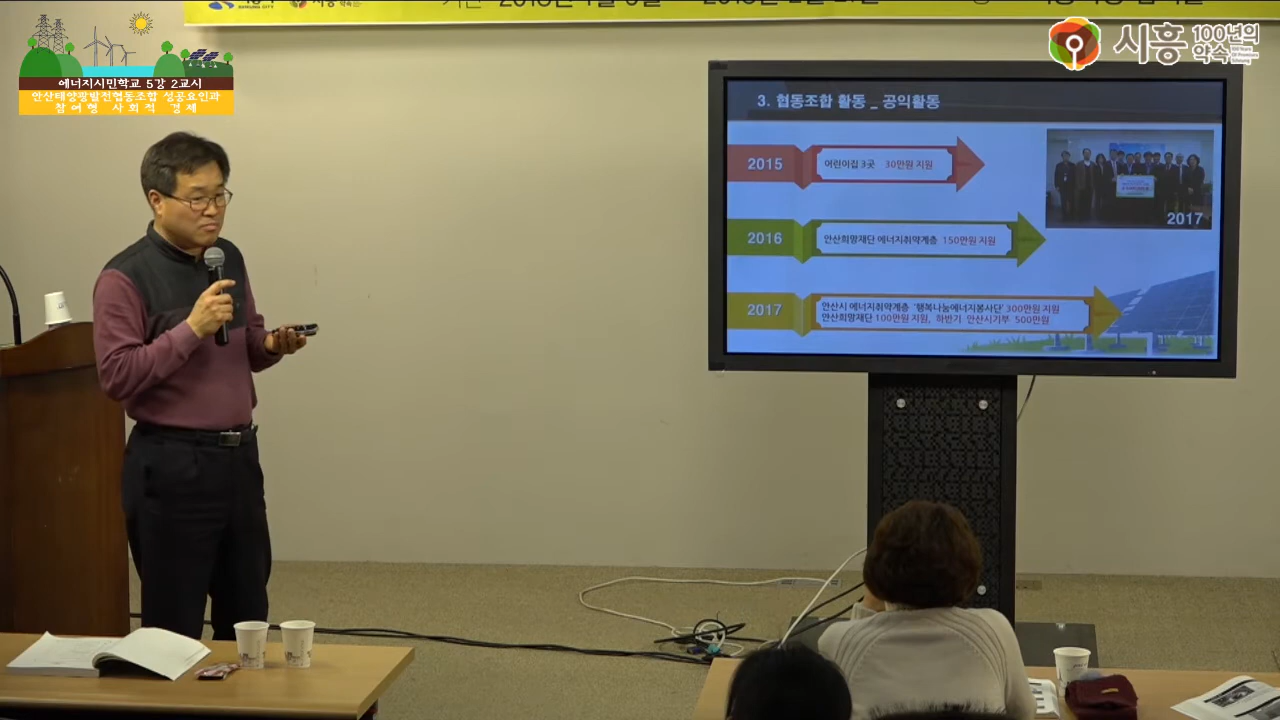 시흥 100년의
약속
에너지시민학교 5강 2교시
안산태양광발전협동조합 성공요인과
참여형 사회적 경제
3. 협동조합 활동 _ 공익활동
2015
어린이집 3곳 30만원 지원
2017
2016
안산희망재단 에너지취약계층 150만원 지원
2017
안산시 에너지취약계층 '행복나눔에너지봉사단' 300만원 지원
안산희망재단 100만원 지원, 하반기 안산시기부 500만원